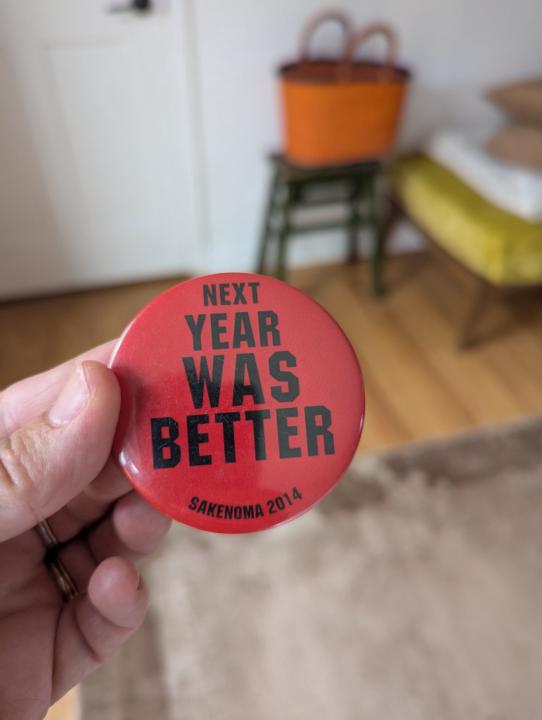 NEXT
YEAR
WAS
BETTER
SAKENOMA 2014